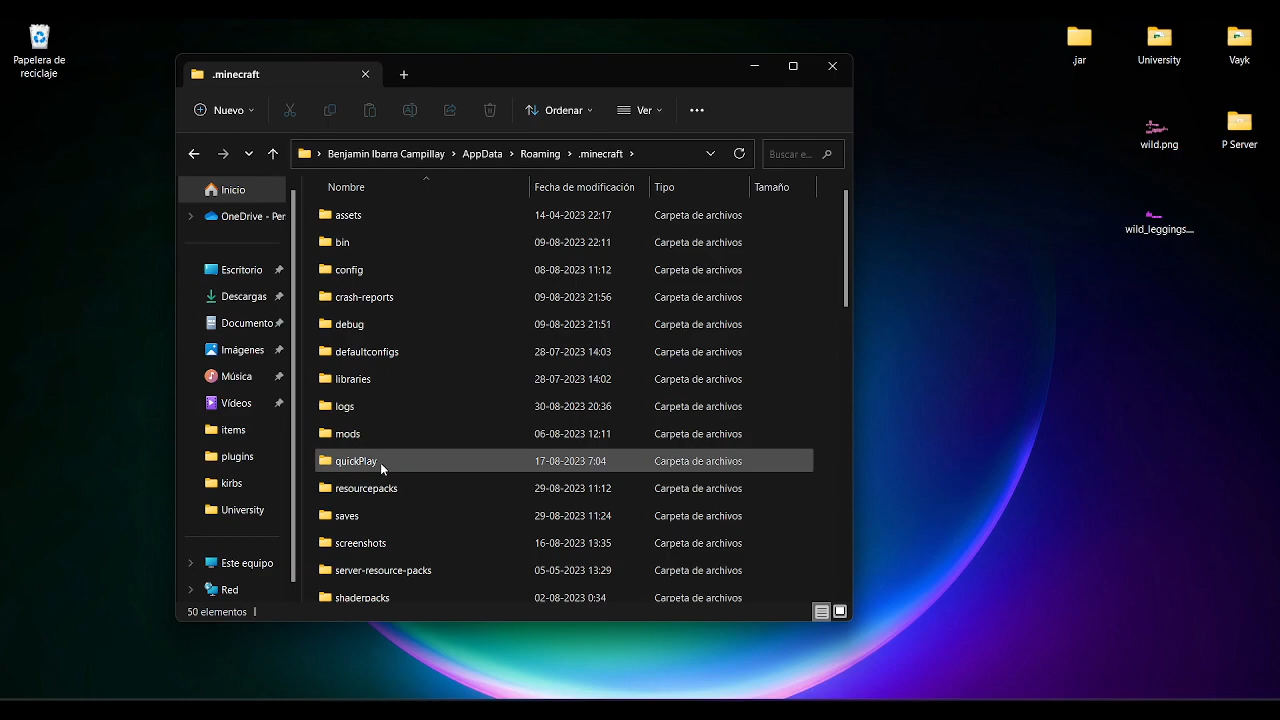 Papelera de
reciclaje
.minecraft
Nuevo
Ordenar
Ver
Benjamin Ibarra Campillay
AppData
Roaming
.minecraft
Buscar e...
Inicio
OneDrive - Per
Escritorio
Descargas
Documento
Imágenes
Música
Vídeos
items
plugins
kirbs
University
Este equipo
Red
Nombre Fecha de modificación Tipo Tamaño
assets 14-04-2023 22:17 Carpeta de archivos
bin 09-08-2023 22:11 Carpeta de archivos
config 08-08-2023 11:12 Carpeta de archivos
crash-reports 09-08-2023 21:56 Carpeta de archivos
debug 09-08-2023 21:51 Carpeta de archivos
defaultconfigs 28-07-2023 14:03 Carpeta de archivos
libraries 28-07-2023 14:02 Carpeta de archivos
logs 30-08-2023 20:36 Carpeta de archivos
mods 06-08-2023 12:11 Carpeta de archivos
quickPlay 17-08-2023 7:04 Carpeta de archivos
resourcepacks 29-08-2023 11:12 Carpeta de archivos
saves 29-08-2023 11:24 Carpeta de archivos
screenshots 16-08-2023 13:35 Carpeta de archivos
server-resource-packs 05-05-2023 13:29 Carpeta de archivos
shaderpacks 02-08-2023 0:34 Carpeta de archivos
50 elementos
.jar
University
Vayk
wild.png
P Server
wild_leggings...